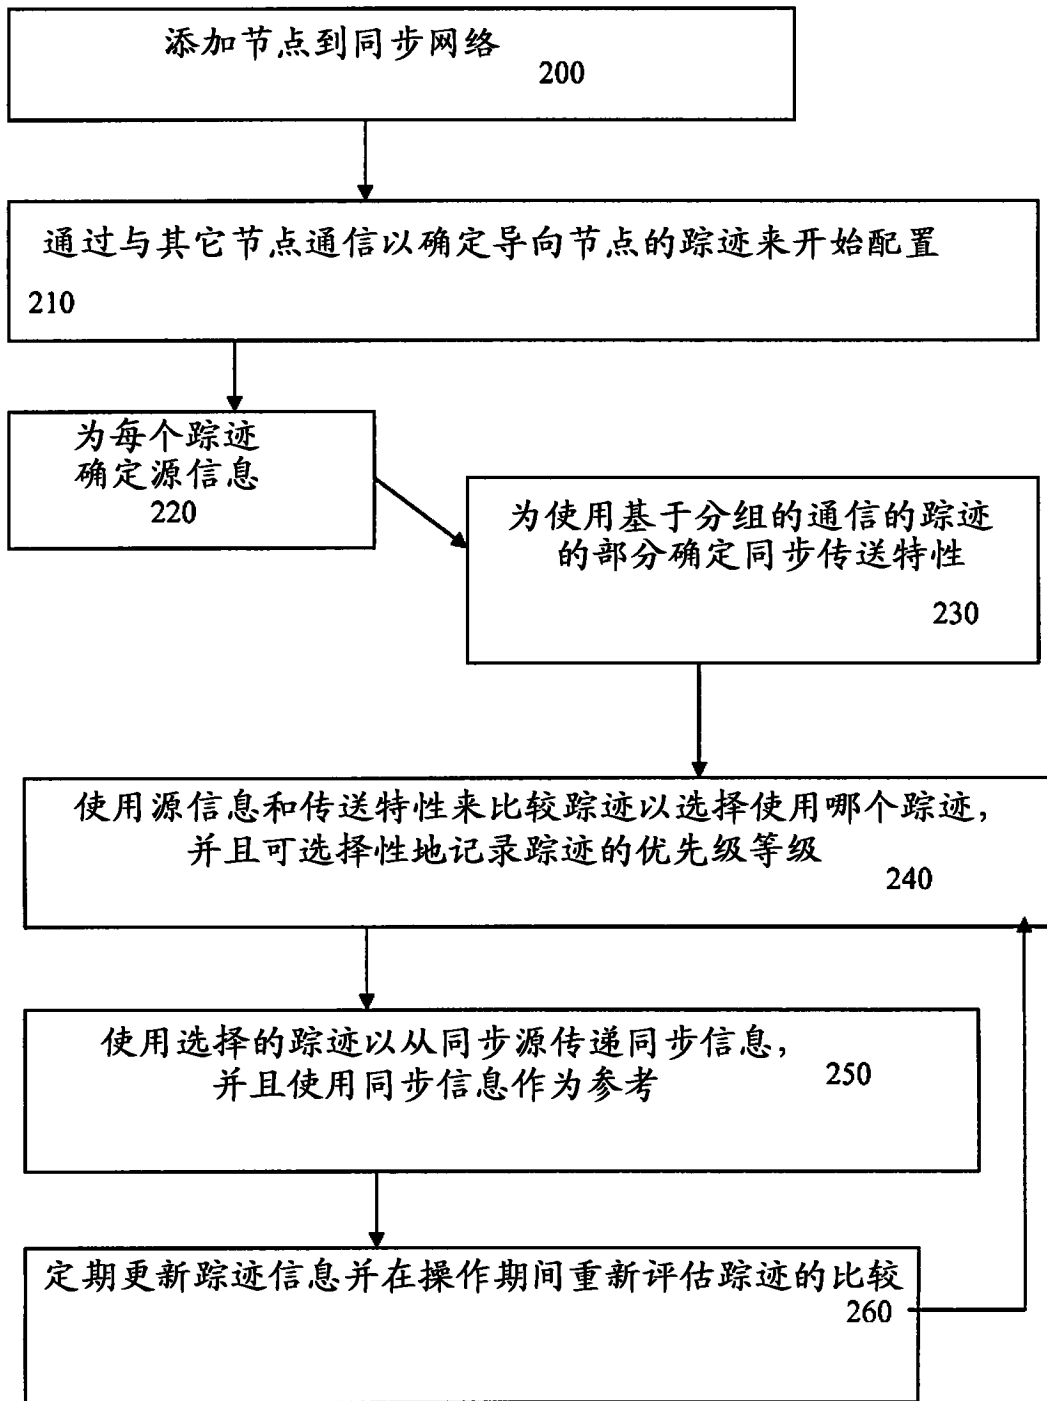 添加节点到同步网络
200
通过与其它节点通信以确定导向节点的踪迹来开始配置
210
为每个踪迹
确定源信息
220
为使用基于分组的通信的踪迹
的部分确定同步传送特性
230
使用源信息和传送特性来比较踪迹以选择使用哪个踪迹，
并且可选择性地记录踪迹的优先级等级
240
使用选择的踪迹以从同步源传递同步信息，
并且使用同步信息作为参考
250
定期更新踪迹信息并在操作期间重新评估踪迹的比较
260